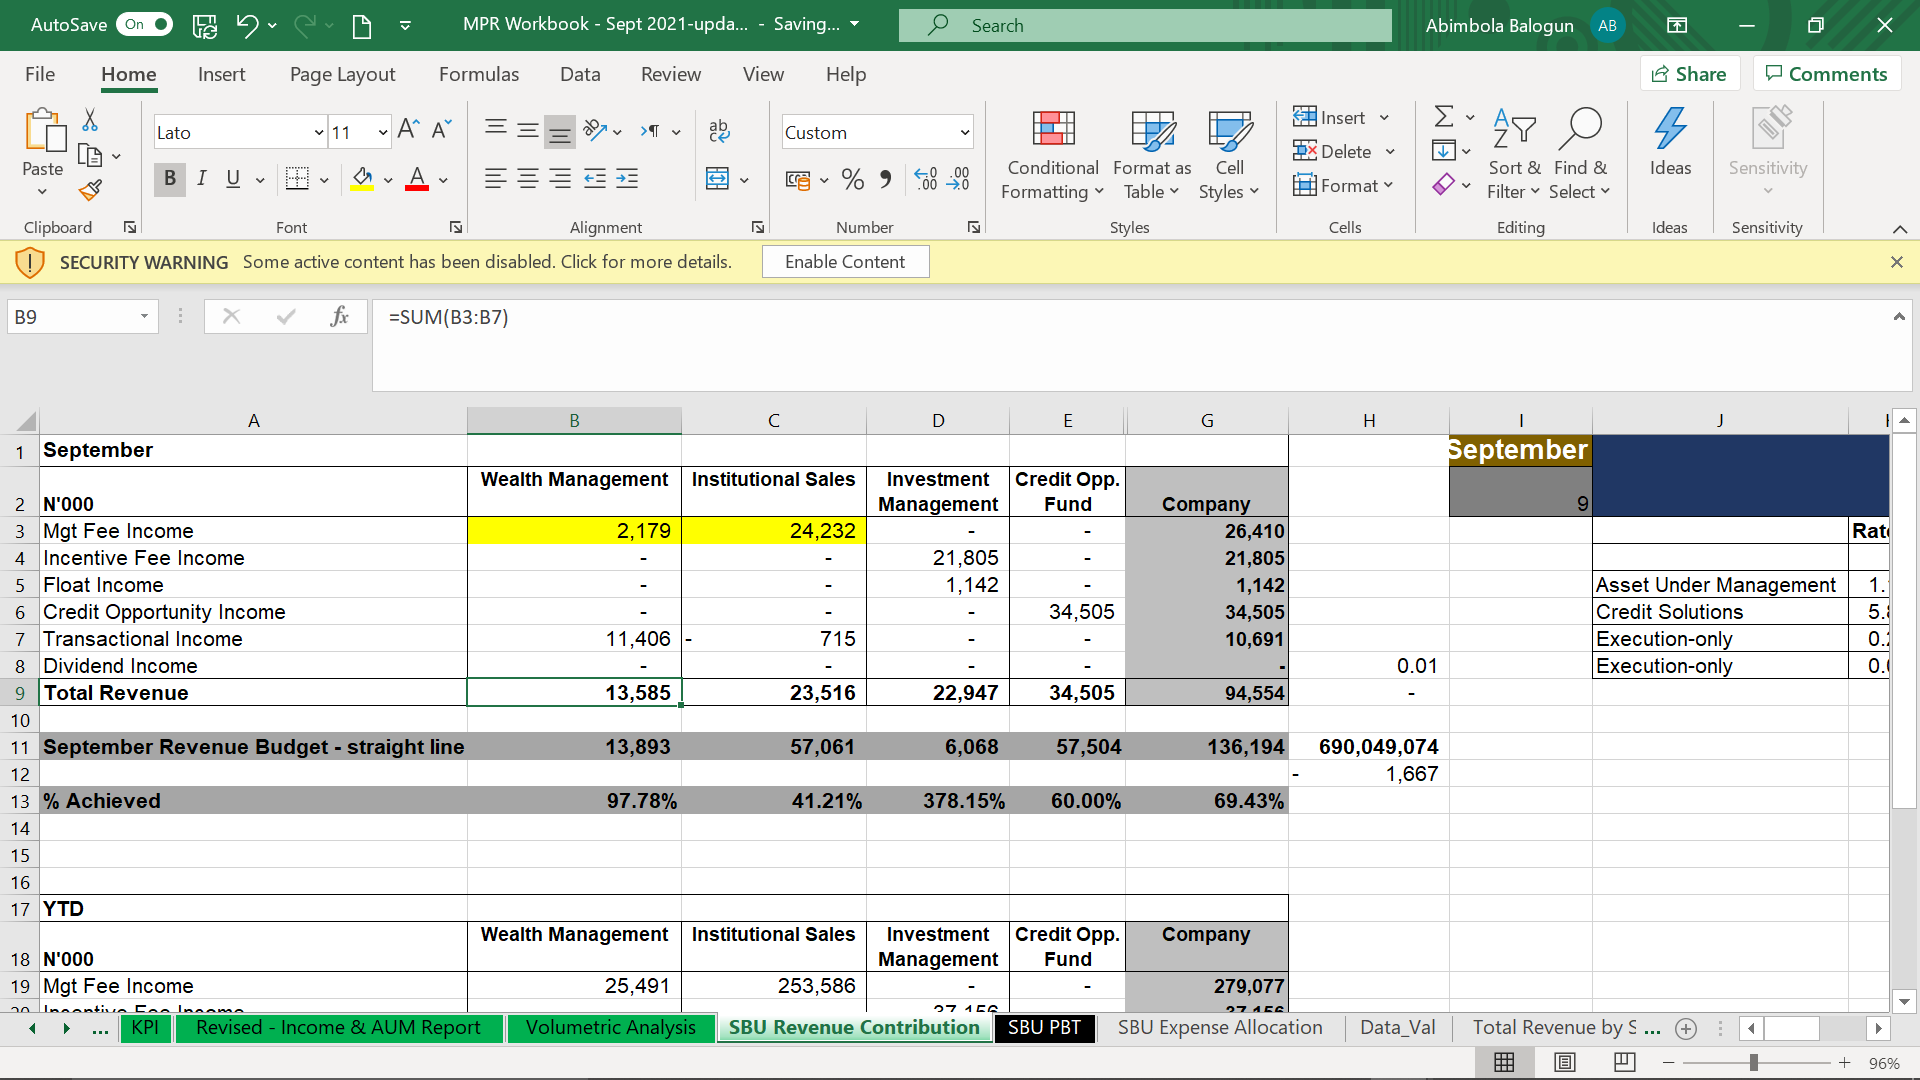 AutoSave On MPR Workbook - Sept 2021-upda... - Saving... Search Abimbola Balogun AB
File Home Insert Page Layout Formulas Data Review View Help Share Comments
Paste
Lato 11
ab
Custom
Conditional Formatting
Format as Table
Cell Styles
Insert
Delete
Format
Sort & Filter
Find & Select
Ideas
Sensitivity
Clipboard Font Alignment Number Styles Cells Editing Ideas Sensitivity
SECURITY WARNING Some active content has been disabled. Click for more details. Enable Content
B9 fx =SUM(B3:B7)
A B C D E G H I J
1 September September
2 N'000 Wealth Management Institutional Sales Investment Management Credit Opp. Fund Company 9
3 Mgt Fee Income 2,179 24,232 - - 26,410
4 Incentive Fee Income - - 21,805 - 21,805
5 Float Income - - 1,142 - 1,142 Asset Under Management
6 Credit Opportunity Income - - - 34,505 34,505 Credit Solutions
7 Transactional Income 11,406 - 715 - - 10,691 Execution-only
8 Dividend Income - - - - - 0.01 Execution-only
9 Total Revenue 13,585 23,516 22,947 34,505 94,554 -
10
11 September Revenue Budget - straight line 13,893 57,061 6,068 57,504 136,194 690,049,074
12 - 1,667
13 % Achieved 97.78% 41.21% 378.15% 60.00% 69.43%
14
15
16
17 YTD
18 N'000 Wealth Management Institutional Sales Investment Management Credit Opp. Fund Company
19 Mgt Fee Income 25,491 253,586 - - 279,077
... KPI Revised - Income & AUM Report Volumetric Analysis SBU Revenue Contribution SBU PBT SBU Expense Allocation Data_Val Total Revenue by S ...
96%